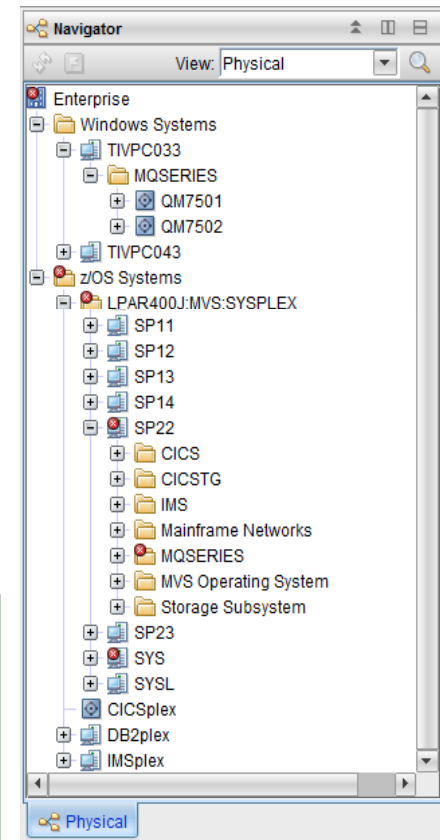 Navigator
View: Physical
Enterprise
Windows Systems
TIVPC033
MQSERIES
QM7501
QM7502
TIVPC043
z/OS Systems
LPAR400J:MVS:SYSPLEX
SP11
SP12
SP13
SP14
SP22
CICS
CICSTG
IMS
Mainframe Networks
MQSERIES
MVS Operating System
Storage Subsystem
SP23
SYS
SYSL
CICSplex
DB2plex
IMSplex
Physical